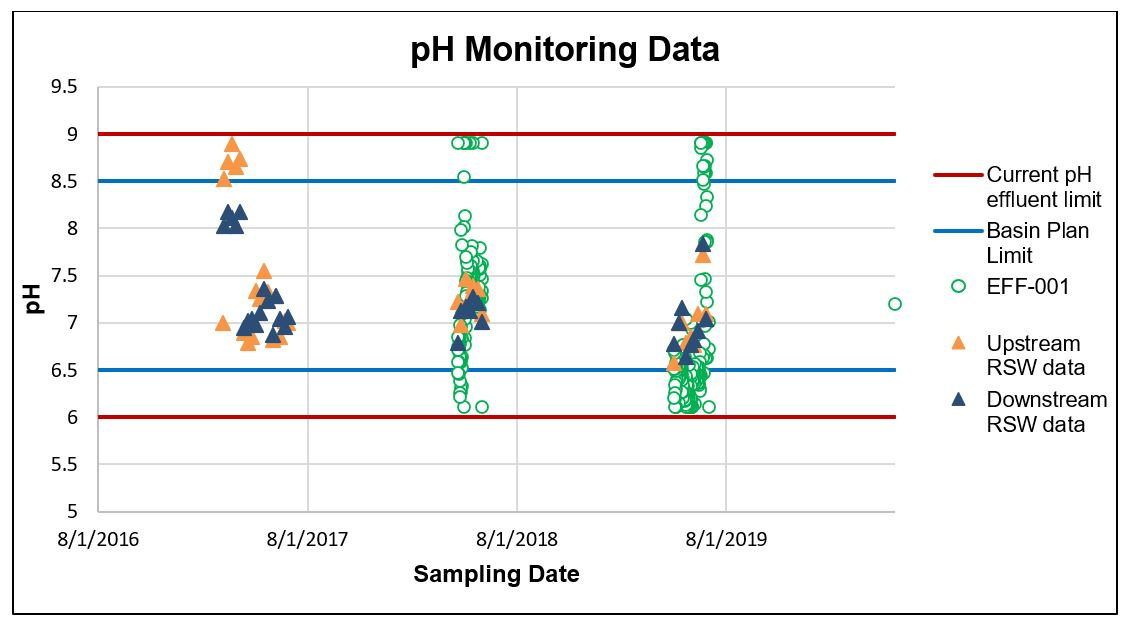 pH Monitoring Data
9.5
9
8.5
8
7.5
7
6.5
6
5.5
5
pH
8/1/2016
8/1/2017
8/1/2018
8/1/2019
Sampling Date
Current pH
effluent limit
Basin Plan
Limit
EFF-001
Upstream
RSW data
Downstream
RSW data